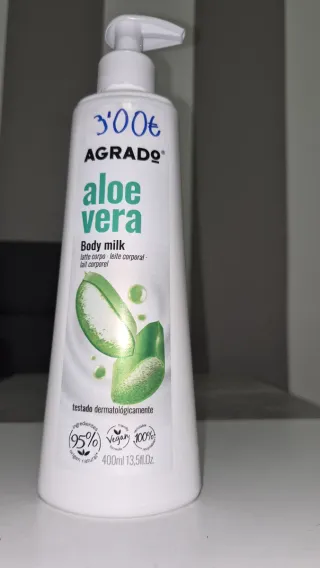 3'00€
AGRADO®
aloe
vera
Body milk
latte corpo · leite corporal ·
lait corporel
testado dermatológicamente
95%
Vegan
100%
400ml 13,5fl.Oz.